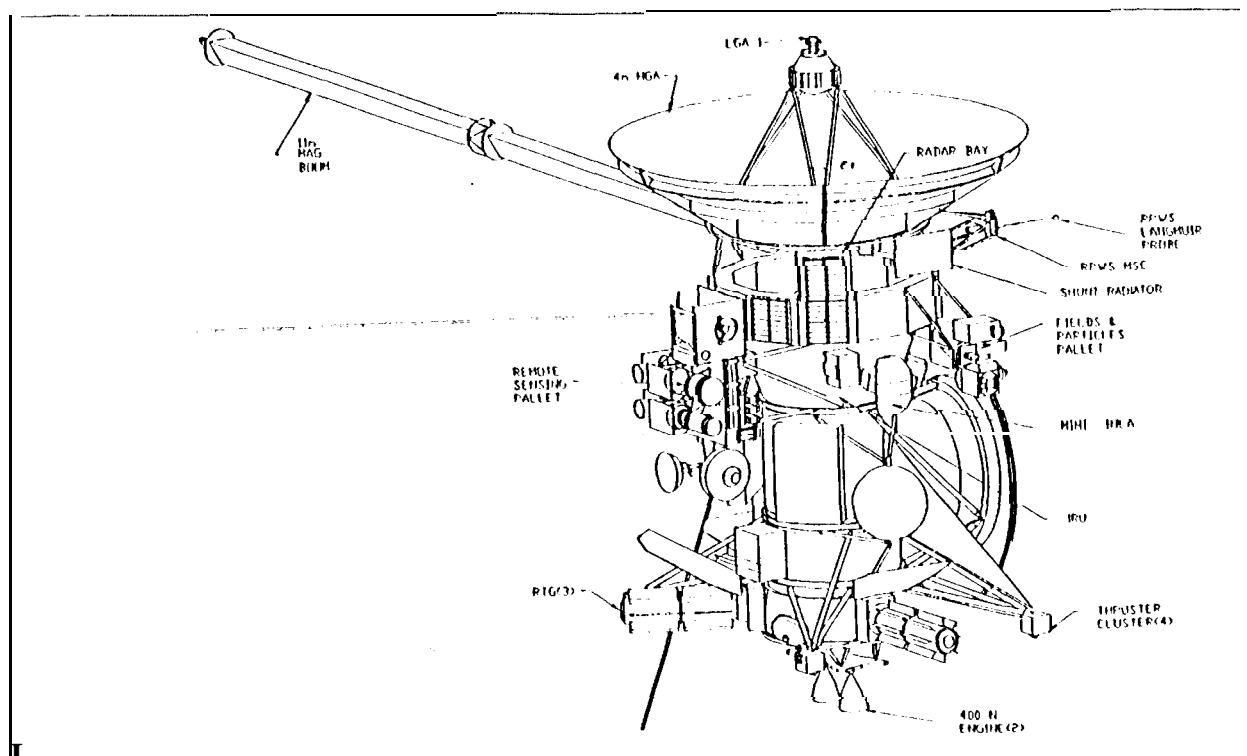 LGA 1
4m HGA
11m
MAG
BOOM
RADAR BAY
RPWS
LANGMUIR
PROBE
RPWS MSC
SHUNT RADIATOR
FIELDS &
PARTICLES
PALLET
REMOTE
SENSING
PALLET
MINI
IRU
RTG(3)
THRUSTER
CLUSTER(4)
400 N
ENGINE(2)